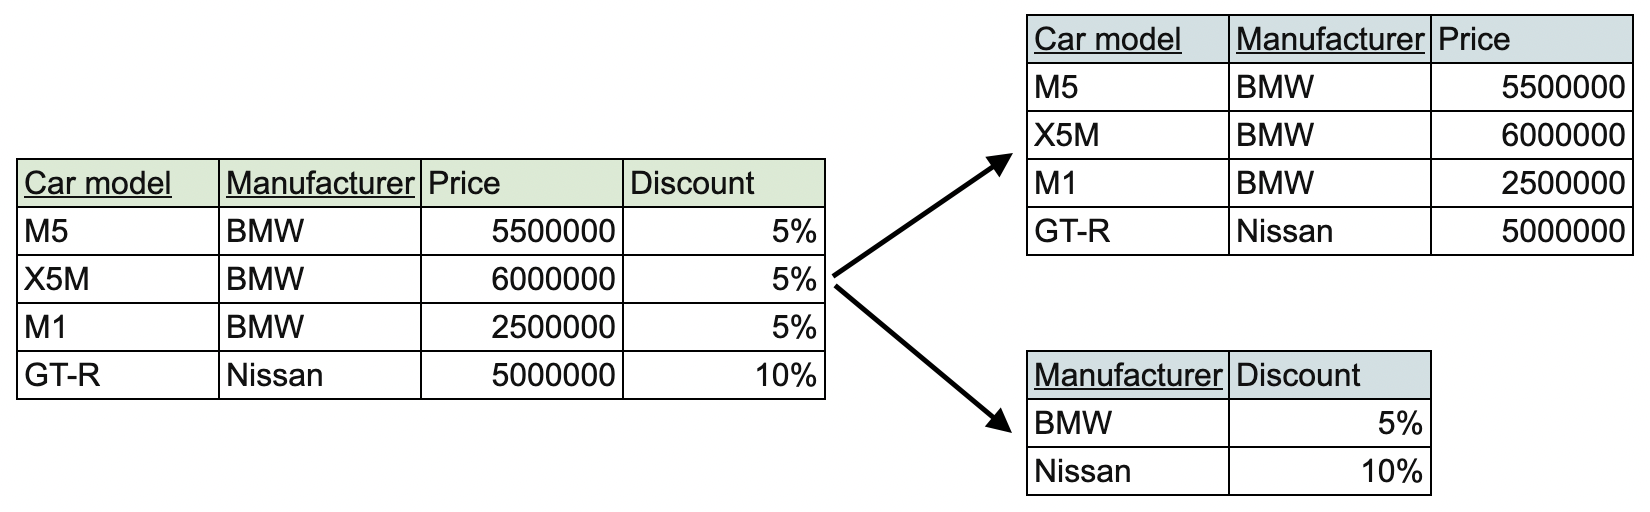 Car model Manufacturer Price Discount
M5 BMW 5500000 5%
X5M BMW 6000000 5%
M1 BMW 2500000 5%
GT-R Nissan 5000000 10%
Car model Manufacturer Price
M5 BMW 5500000
X5M BMW 6000000
M1 BMW 2500000
GT-R Nissan 5000000
Manufacturer Discount
BMW 5%
Nissan 10%